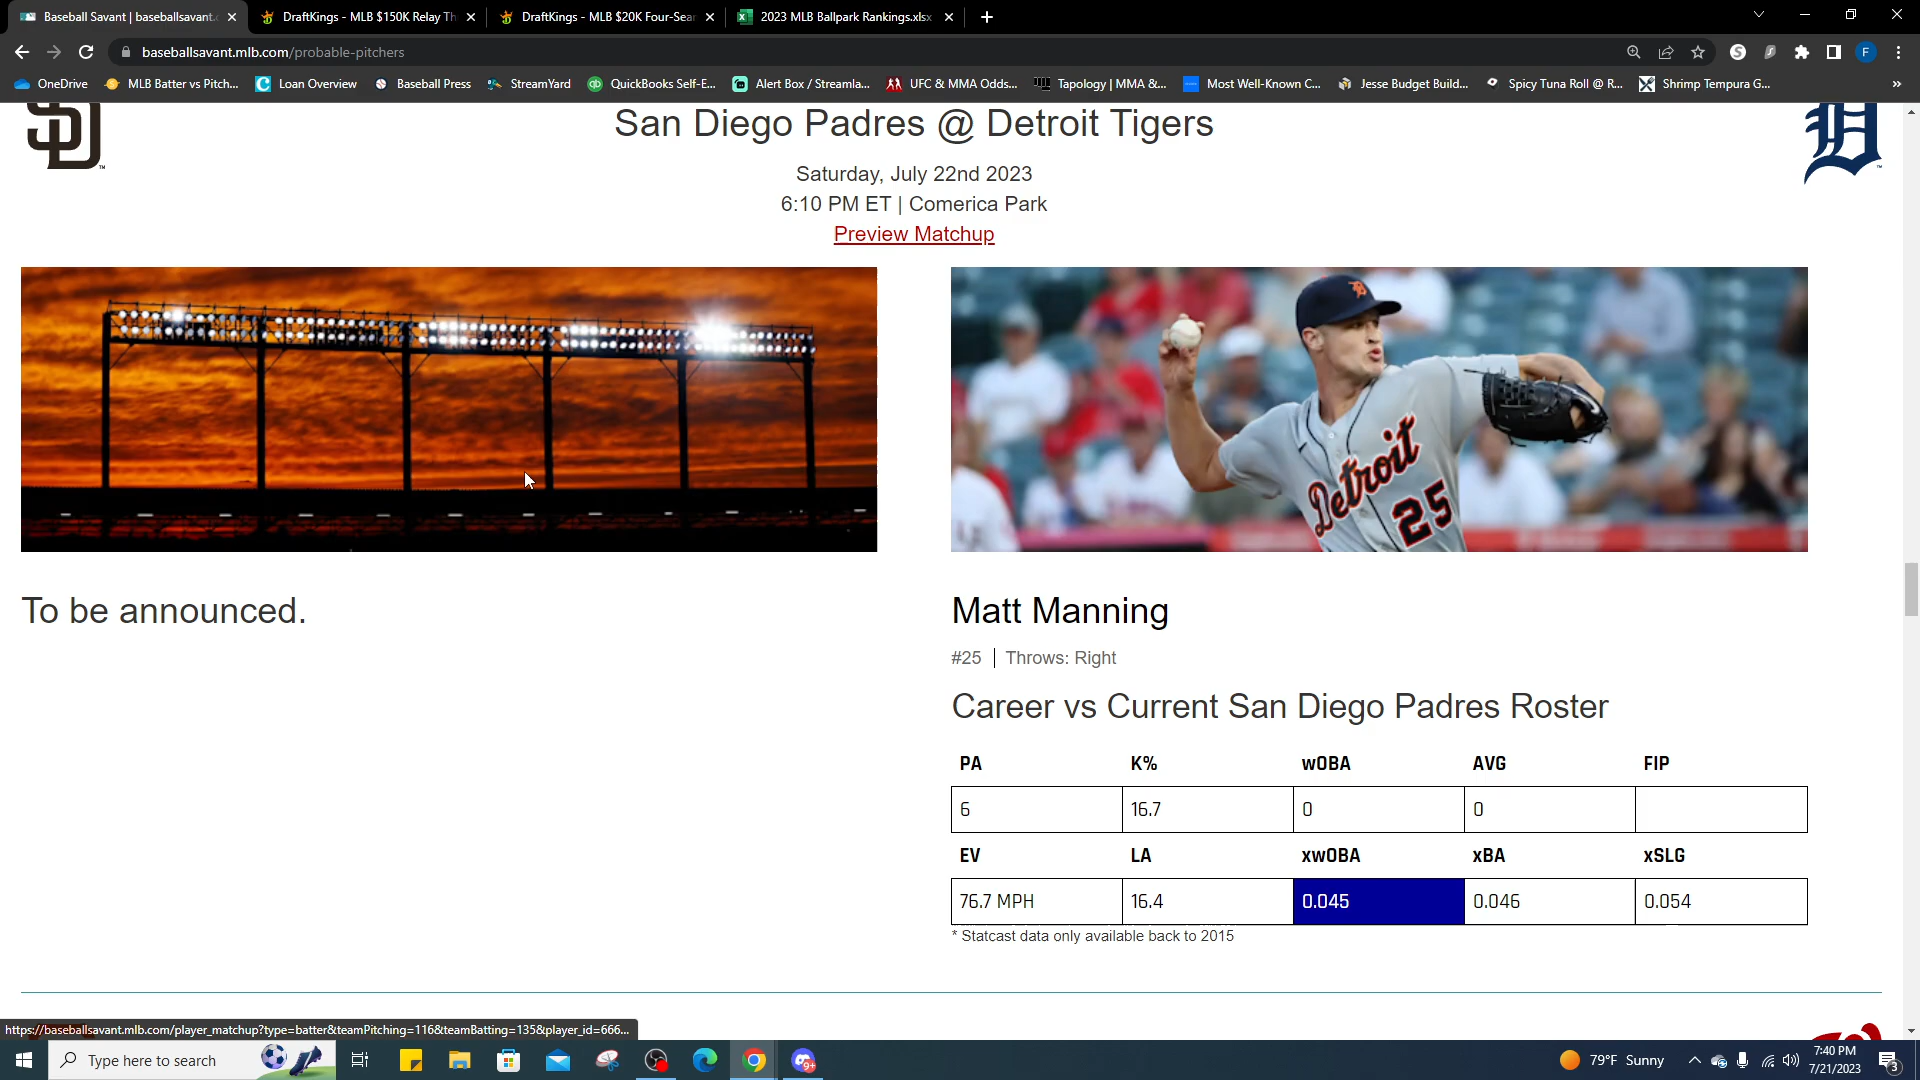 Baseball Savant | baseballsavant.
DraftKings - MLB $150K Relay Th
DraftKings - MLB $20K Four-Sea
2023 MLB Ballpark Rankings.xlsx
baseballsavant.mlb.com/probable-pitchers
F
OneDrive
MLB Batter vs Pitch...
Loan Overview
Baseball Press
StreamYard
QuickBooks Self-E...
Alert Box / Streamla...
UFC & MMA Odds...
Tapology | MMA &...
Most Well-Known C...
Jesse Budget Build...
Spicy Tuna Roll @ R...
Shrimp Tempura G...
»
SD
San Diego Padres @ Detroit Tigers
D
Saturday, July 22nd 2023
6:10 PM ET | Comerica Park
Preview Matchup
D
Detroit
25
To be announced.
Matt Manning
#25 | Throws: Right
Career vs Current San Diego Padres Roster
PA K% wOBA AVG FIP
6 16.7 0 0
EV LA xwOBA xBA xSLG
76.7 MPH 16.4 0.045 0.046 0.054
* Statcast data only available back to 2015
https://baseballsavant.mlb.com/player_matchup?type=batter&teamPitching=116&teamBatting=135&player_id=666...
Type here to search
9+
79°F Sunny
7:40 PM
7/21/2023
3